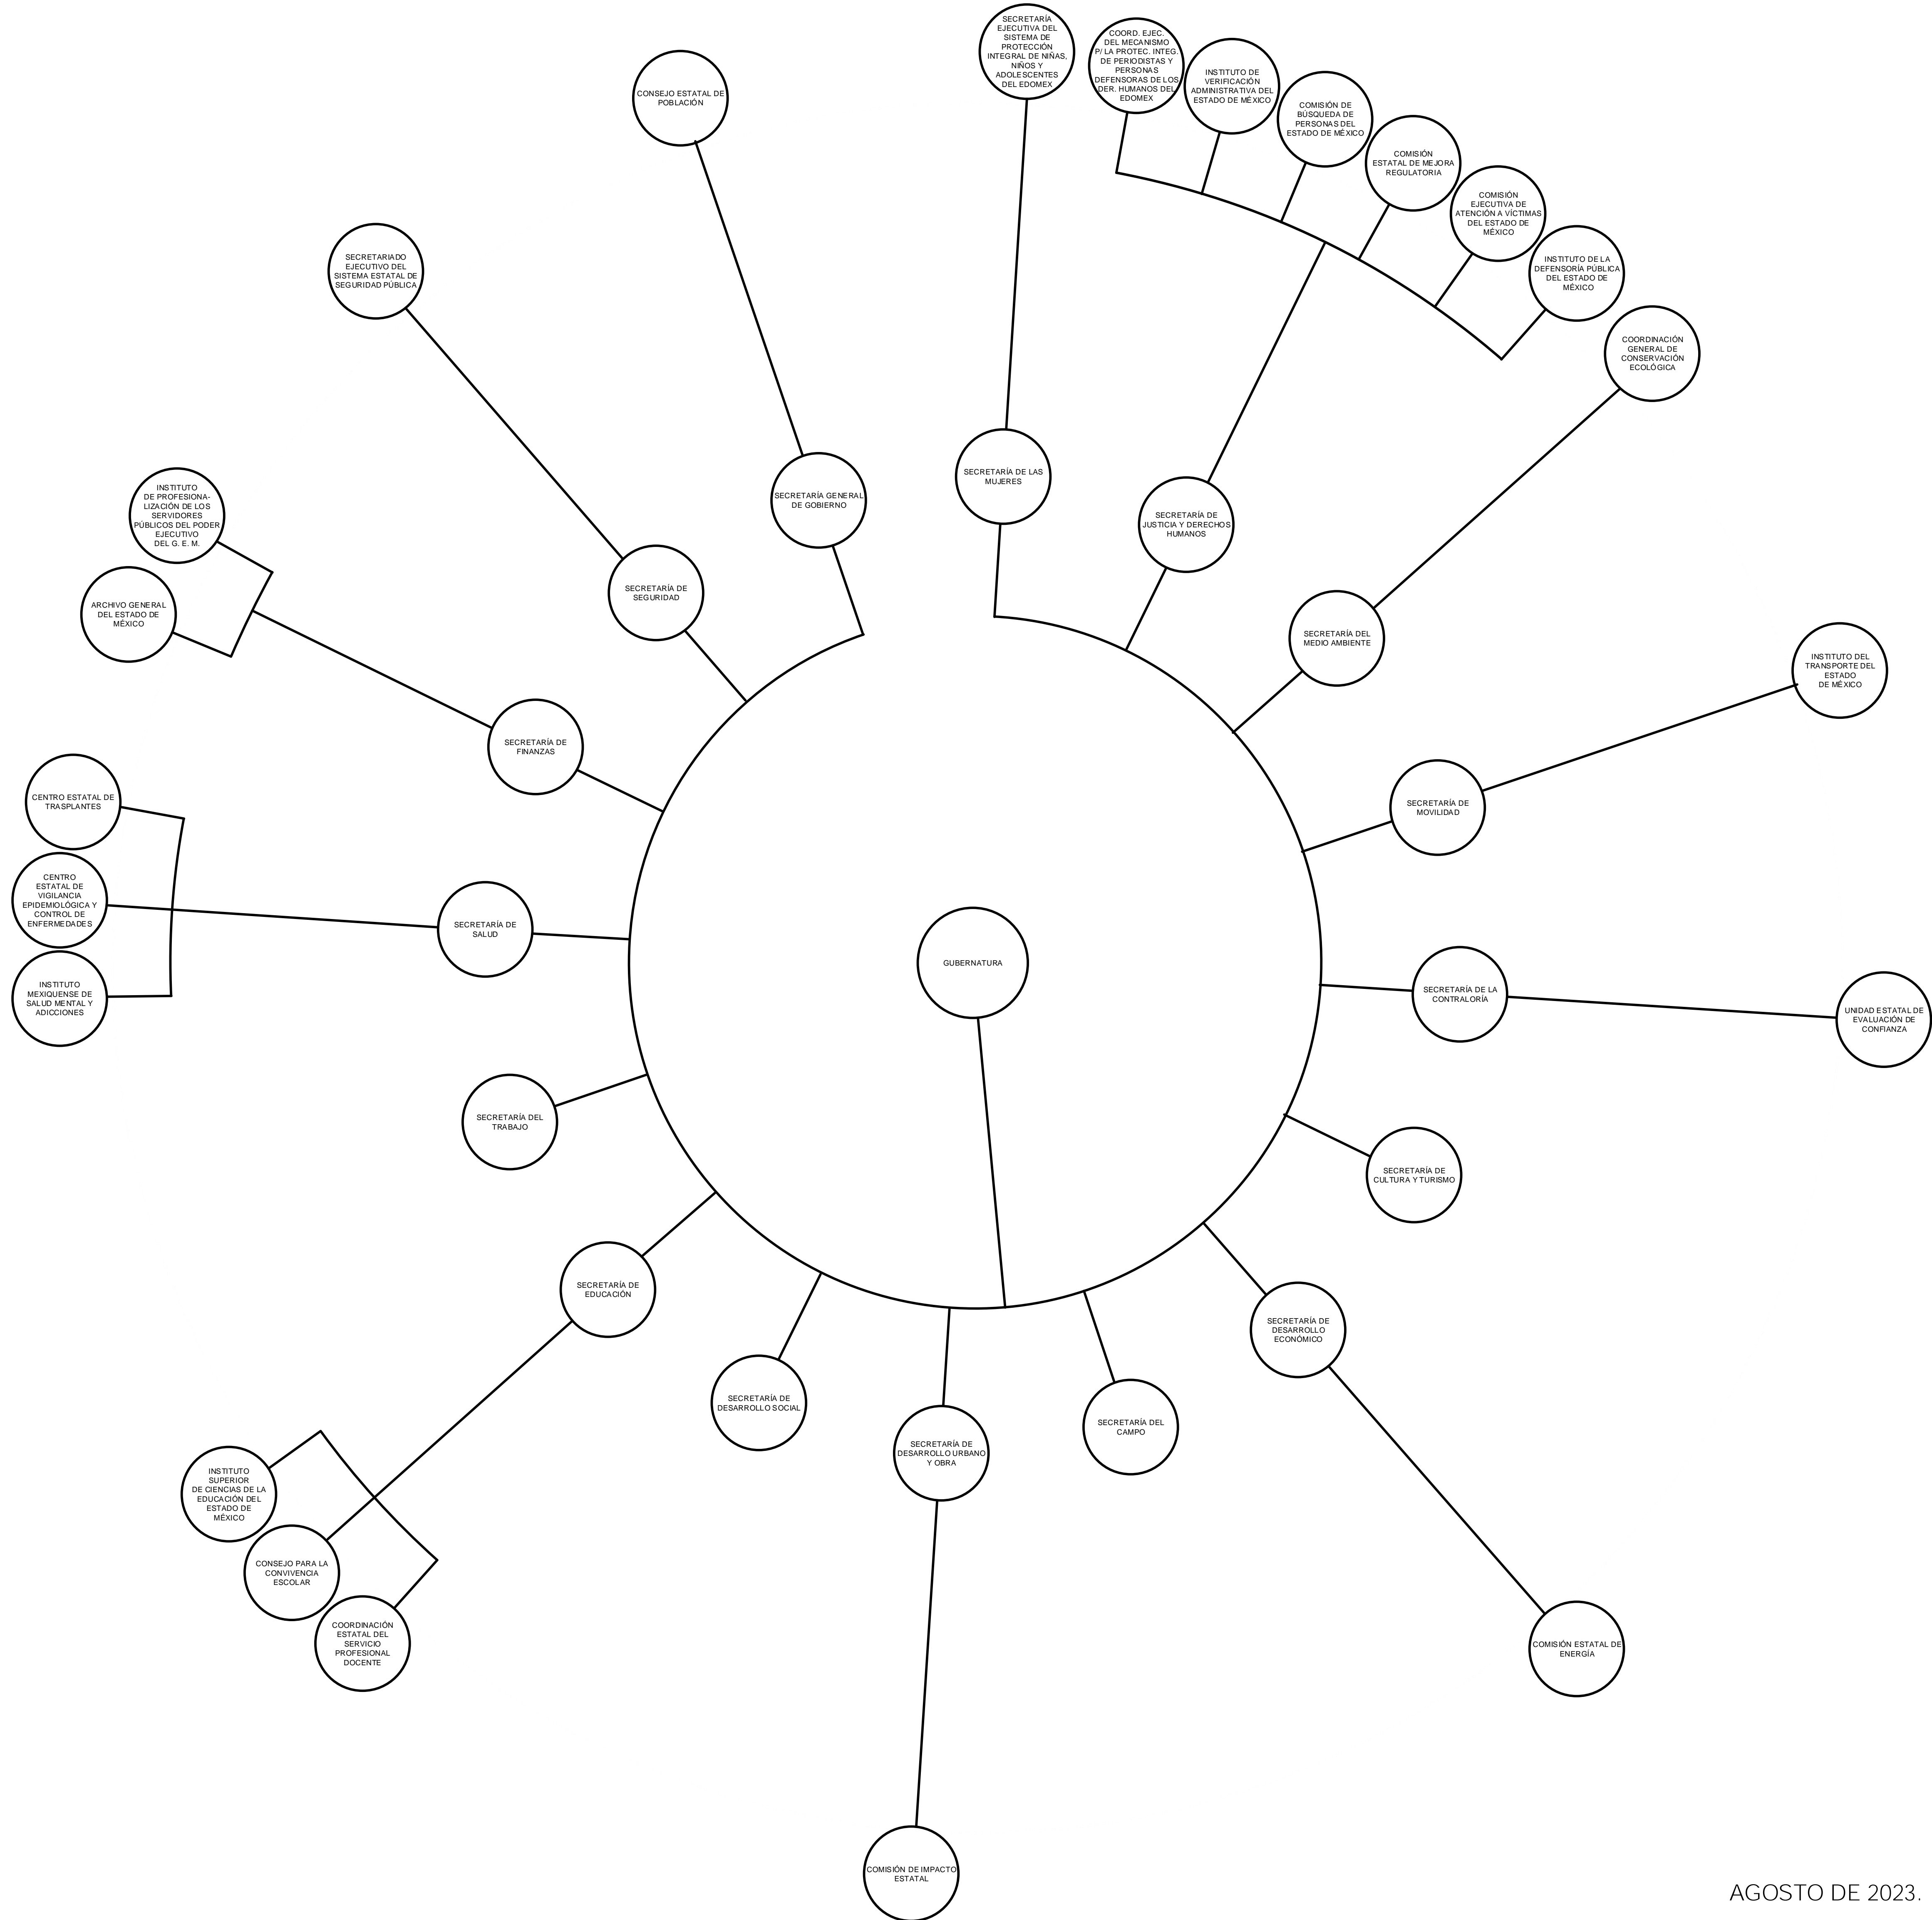 SECRETARÍA
EJECUTIVA DEL
SISTEMA DE
PROTECCIÓN
INTEGRAL DE NIÑAS,
NIÑOS Y
ADOLESCENTES
DEL EDOMEX
COORD. EJEC.
DEL MECANISMO
P/ LA PROTEC. INTEG.
DE PERIODISTAS Y
PERSONAS
DEFENSORAS DE LOS
DER. HUMANOS DEL
EDOMEX
INSTITUTO DE
VERIFICACIÓN
ADMINISTRATIVA DEL
ESTADO DE MÉXICO
COMISIÓN DE
BÚSQUEDA DE
PERSONAS DEL
ESTADO DE MÉXICO
COMISIÓN
ESTATAL DE MEJORA
REGULATORIA
COMISIÓN
EJECUTIVA DE
ATENCIÓN A VÍCTIMAS
DEL ESTADO DE
MÉXICO
INSTITUTO DE LA
DEFENSORÍA PÚBLICA
DEL ESTADO DE
MÉXICO
COORDINACIÓN
GENERAL DE
CONSERVACIÓN
ECOLÓGICA
CONSEJO ESTATAL DE
POBLACIÓN
SECRETARIADO
EJECUTIVO DEL
SISTEMA ESTATAL DE
SEGURIDAD PÚBLICA
INSTITUTO
DE PROFESIONA-
LIZACIÓN DE LOS
SERVIDORES
PÚBLICOS DEL PODER
EJECUTIVO
DEL G. E. M.
ARCHIVO GENERAL
DEL ESTADO DE
MÉXICO
SECRETARÍA DE LAS
MUJERES
SECRETARÍA GENERAL
DE GOBIERNO
SECRETARÍA DE
JUSTICIA Y DERECHOS
HUMANOS
SECRETARÍA DE
SEGURIDAD
SECRETARÍA DEL
MEDIO AMBIENTE
INSTITUTO DEL
TRANSPORTE DEL
ESTADO
DE MÉXICO
SECRETARÍA DE
FINANZAS
SECRETARÍA DE
MOVILIDAD
CENTRO ESTATAL DE
TRASPLANTES
CENTRO
ESTATAL DE
VIGILANCIA
EPIDEMIOLÓGICA Y
CONTROL DE
ENFERMEDADES
INSTITUTO
MEXIQUENSE DE
SALUD MENTAL Y
ADICCIONES
SECRETARÍA DE
SALUD
GUBERNATURA
SECRETARÍA DE LA
CONTRALORÍA
UNIDAD ESTATAL DE
EVALUACIÓN DE
CONFIANZA
SECRETARÍA DEL
TRABAJO
SECRETARÍA DE
CULTURA Y TURISMO
SECRETARÍA DE
EDUCACIÓN
SECRETARÍA DE
DESARROLLO
ECONÓMICO
SECRETARÍA DE
DESARROLLO SOCIAL
SECRETARÍA DE
DESARROLLO URBANO
Y OBRA
SECRETARÍA DEL
CAMPO
INSTITUTO
SUPERIOR
DE CIENCIAS DE LA
EDUCACIÓN DEL
ESTADO DE
MÉXICO
CONSEJO PARA LA
CONVIVENCIA
ESCOLAR
COORDINACIÓN
ESTATAL DEL
SERVICIO
PROFESIONAL
DOCENTE
COMISIÓN ESTATAL DE
ENERGÍA
COMISIÓN DE IMPACTO
ESTATAL
AGOSTO DE 2023.